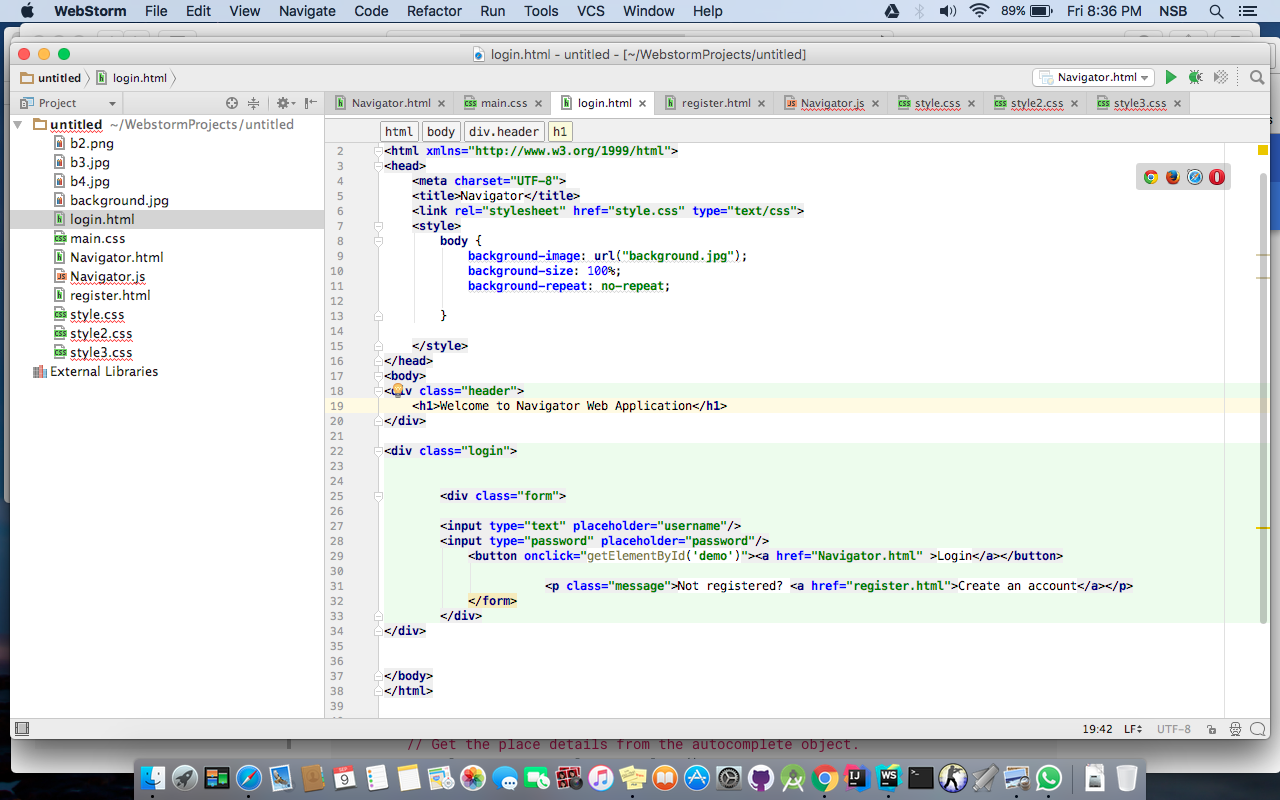 WebStorm File Edit View Navigate Code Refactor Run Tools VCS Window Help 89% Fri 8:36 PM NSB
login.html - untitled - [~/WebstormProjects/untitled]
untitled login.html Navigator.html
Project Navigator.html main.css login.html register.html Navigator.js style.css style2.css style3.css
untitled ~/WebstormProjects/untitled
b2.png
b3.jpg
b4.jpg
background.jpg
login.html
main.css
Navigator.html
Navigator.js
register.html
style.css
style2.css
style3.css
External Libraries
html body div.header h1
2 <html xmlns="http://www.w3.org/1999/html">
3 <head>
4 <meta charset="UTF-8">
5 <title>Navigator</title>
6 <link rel="stylesheet" href="style.css" type="text/css">
7 <style>
8 body {
9 background-image: url("background.jpg");
10 background-size: 100%;
11 background-repeat: no-repeat;
12
13 }
14
15 </style>
16 </head>
17 <body>
18 <div class="header">
19 <h1>Welcome to Navigator Web Application</h1>
20 </div>
21
22 <div class="login">
23
24
25 <div class="form">
26
27 <input type="text" placeholder="username"/>
28 <input type="password" placeholder="password"/>
29 <button onclick="getElementById('demo')"><a href="Navigator.html" >Login</a></button>
30
31 <p class="message">Not registered? <a href="register.html">Create an account</a></p>
32 </form>
33 </div>
34 </div>
35
36
37 </body>
38 </html>
39
19:42 LF UTF-8
// Get the place details from the autocomplete object.
SEP
9
IJ
WS